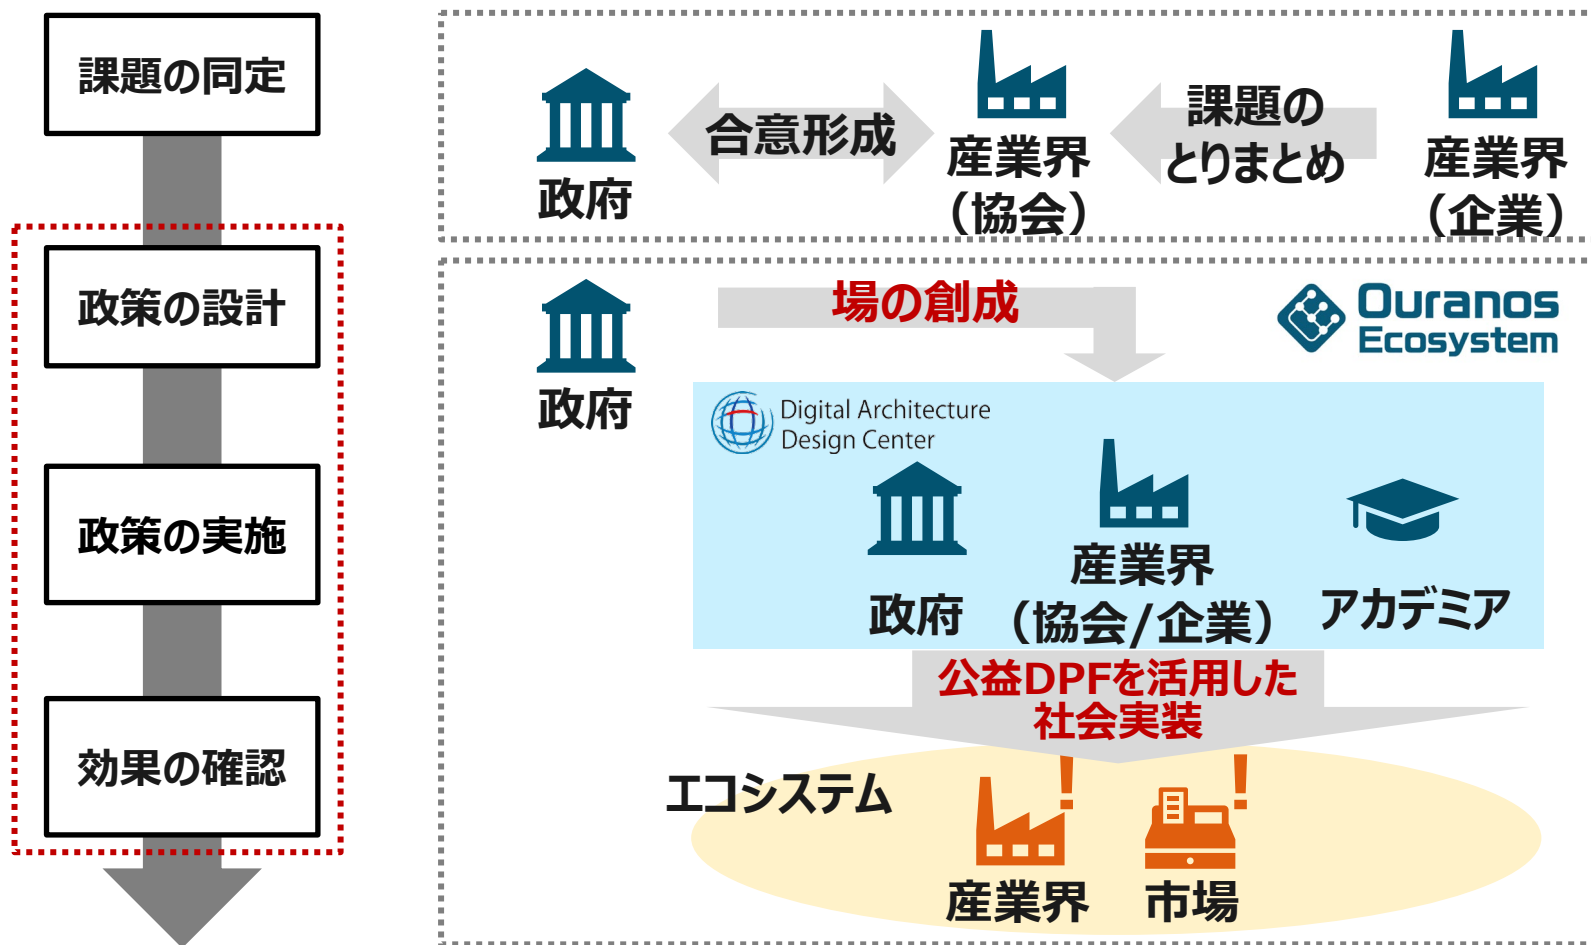 課題の同定
政策の設計
政策の実施
効果の確認
政府
合意形成
産業界
（協会）
課題の
とりまとめ
産業界
（企業）
政府
場の創成
Ouranos
Ecosystem
Digital Architecture
Design Center
政府
産業界
（協会/企業）
アカデミア
公益DPFを活用した
社会実装
エコシステム
!
!
産業界
市場